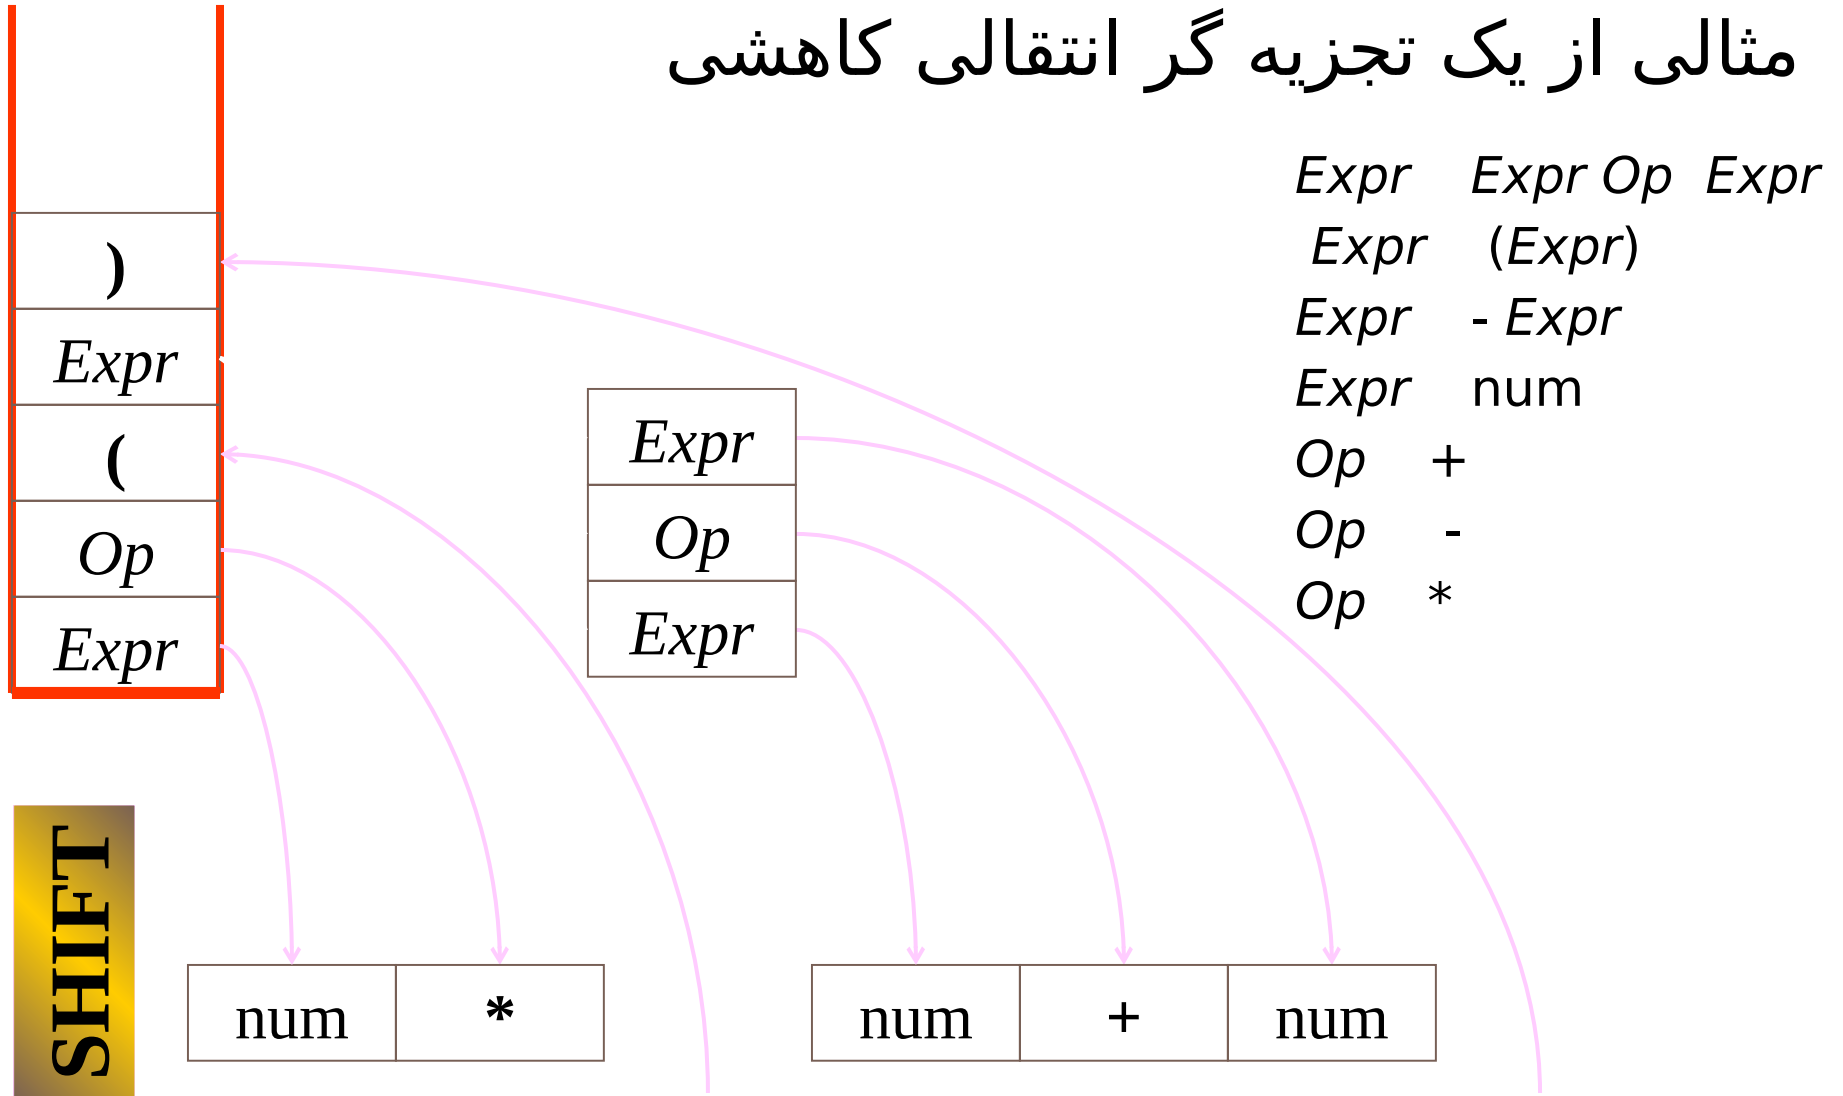 مثالی از یک تجزیه گر انتقالی کاهشی
Expr Expr Op Expr
Expr (Expr)
Expr - Expr
Expr num
Op +
Op -
Op *
)
Expr
(
Op
Expr
Expr
Op
Expr
SHIFT
num *
num + num